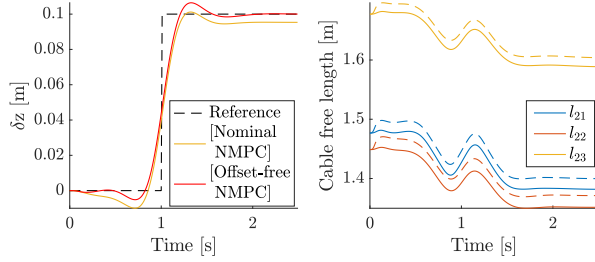 0.1
0.08
0.06
0.04
0.02
0
δz [m]
0
1
2
Time [s]
Reference
[Nominal
NMPC]
[Offset-free
NMPC]
1.6
1.5
1.4
Cable free length [m]
0
1
2
Time [s]
l21
l22
l23